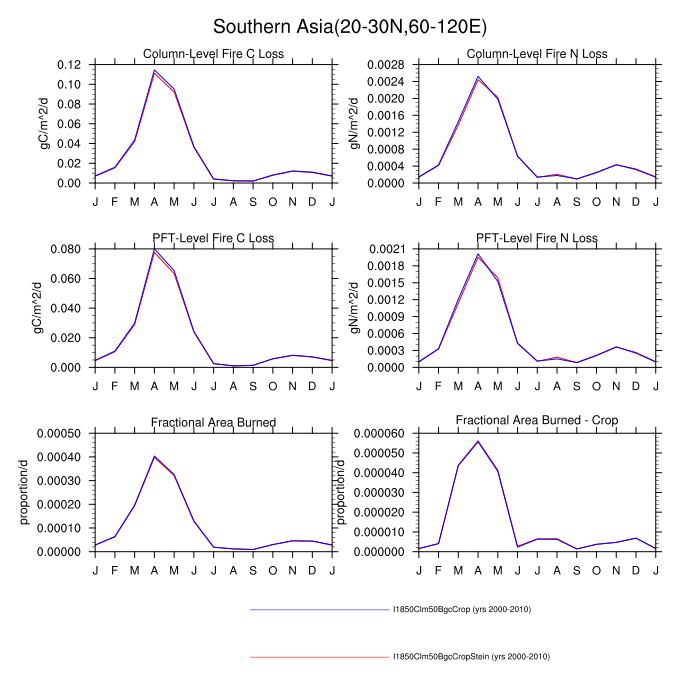 Southern Asia(20-30N,60-120E)
Column-Level Fire C Loss
gC/m^2/d
0.12
0.10
0.08
0.06
0.04
0.02
0.00
J F M A M J J A S O N D J
Column-Level Fire N Loss
gN/m^2/d
0.0028
0.0024
0.0020
0.0016
0.0012
0.0008
0.0004
0.0000
J F M A M J J A S O N D J
PFT-Level Fire C Loss
gC/m^2/d
0.080
0.060
0.040
0.020
0.000
J F M A M J J A S O N D J
PFT-Level Fire N Loss
gN/m^2/d
0.0021
0.0018
0.0015
0.0012
0.0009
0.0006
0.0003
0.0000
J F M A M J J A S O N D J
Fractional Area Burned
proportion/d
0.00050
0.00040
0.00030
0.00020
0.00010
0.00000
J F M A M J J A S O N D J
Fractional Area Burned - Crop
proportion/d
0.000060
0.000050
0.000040
0.000030
0.000020
0.000010
0.000000
J F M A M J J A S O N D J
I1850Clm50BgcCrop (yrs 2000-2010)
I1850Clm50BgcCropStein (yrs 2000-2010)